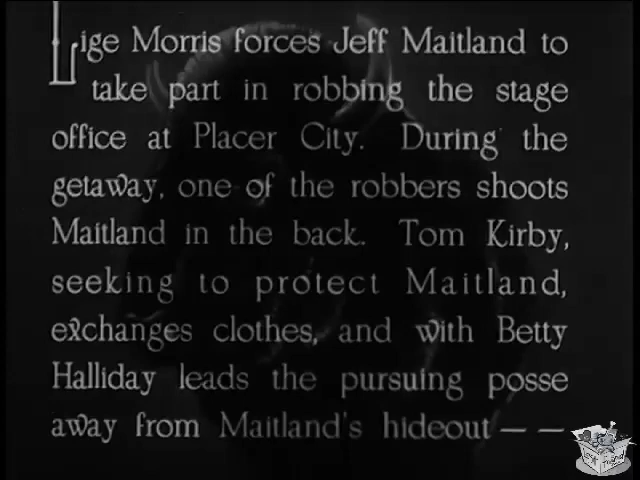 Lige Morris forces Jeff Maitland to
take part in robbing the stage
office at Placer City. During the
getaway, one of the robbers shoots
Maitland in the back. Tom Kirby,
seeking to protect Maitland,
exchanges clothes, and with Betty
Halliday leads the pursuing posse
away from Maitland's hideout — —